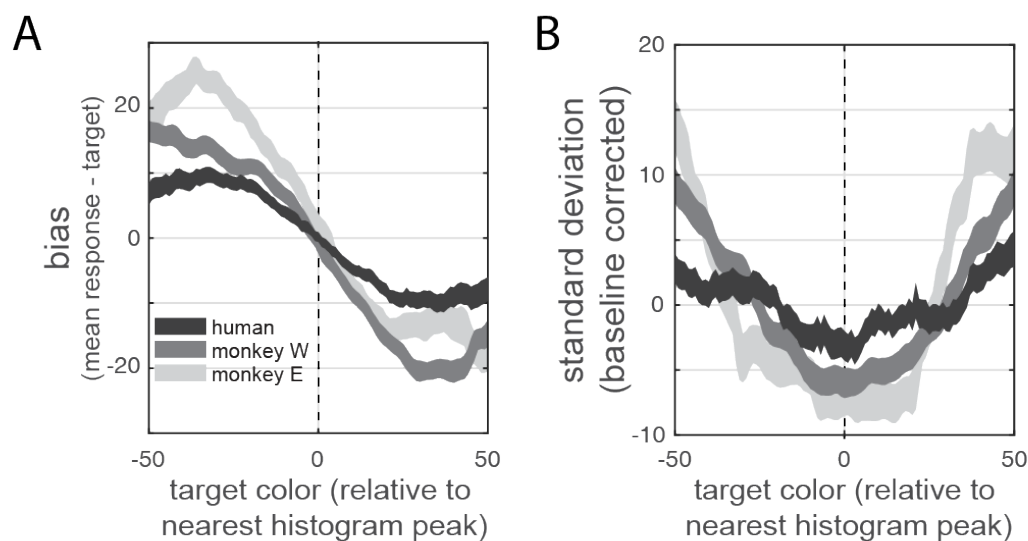 A
bias
(mean response - target)
20
0
-20
human
monkey W
monkey E
-50
0
50
target color (relative to
nearest histogram peak)
B
standard deviation
(baseline corrected)
20
10
0
-10
-50
0
50
target color (relative to
nearest histogram peak)